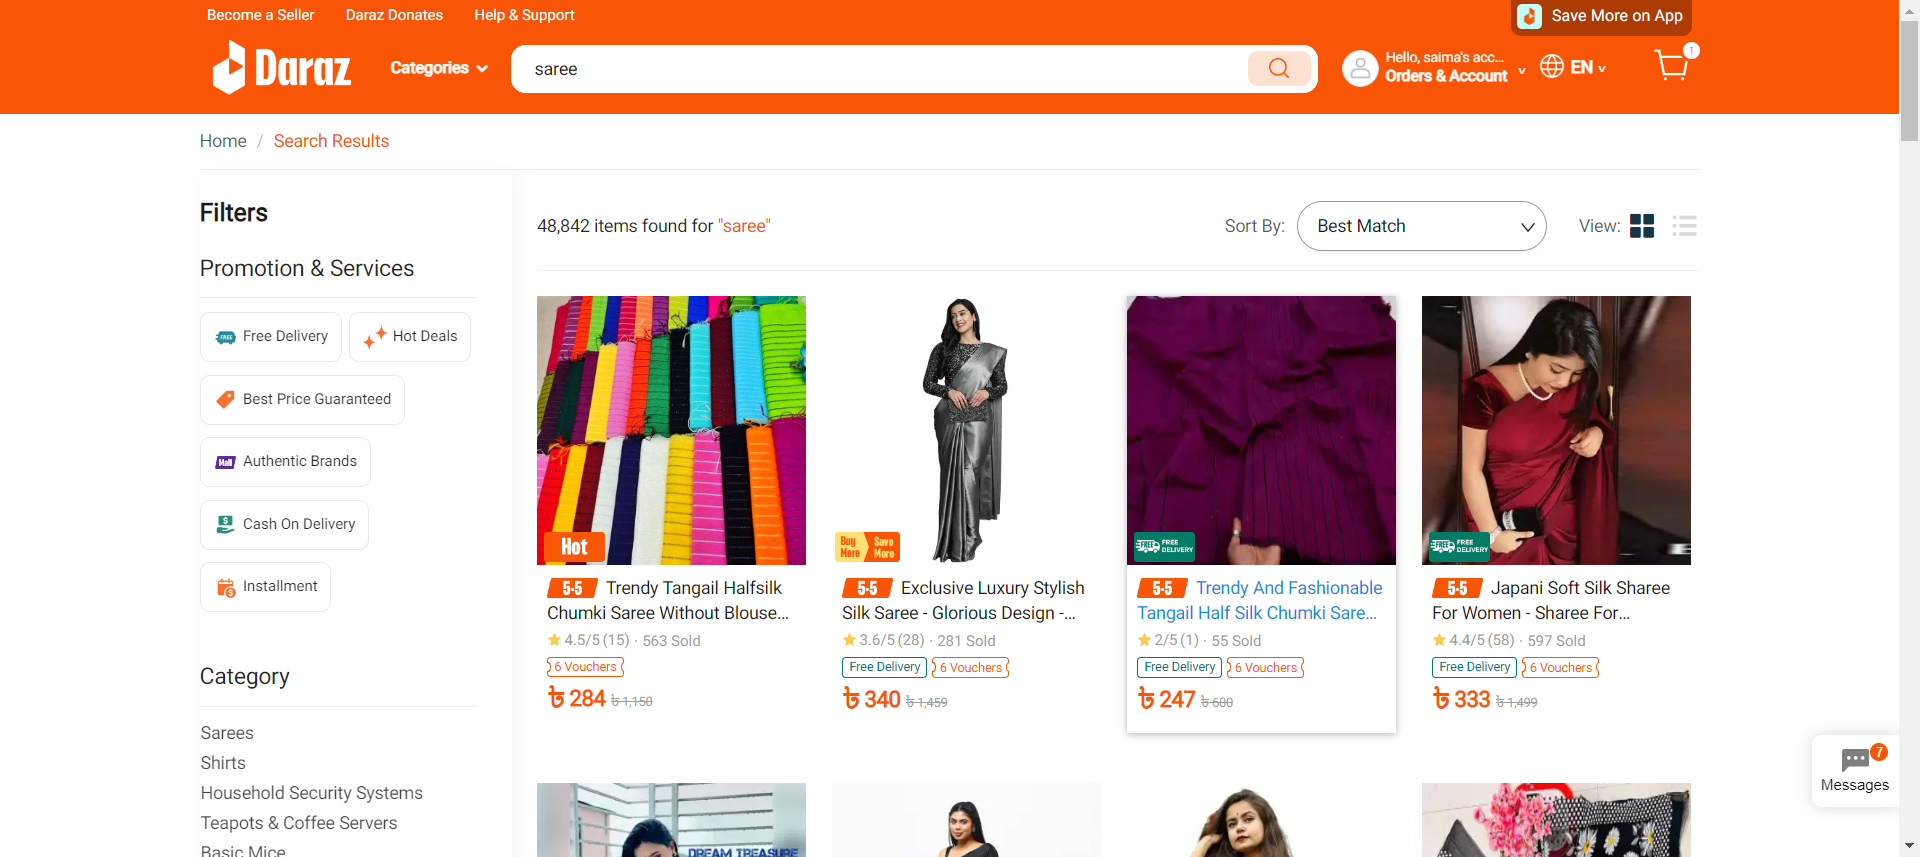 Become a Seller
Daraz Donates
Help & Support
Save More on App
Daraz
Categories
saree
Hello, saima's acc...
Orders & Account
EN
1
Home / Search Results
Filters
Promotion & Services
FREE Free Delivery
Hot Deals
Best Price Guaranteed
Mall Authentic Brands
Cash On Delivery
Installment
Category
Sarees
Shirts
Household Security Systems
Teapots & Coffee Servers
Basic Mice
48,842 items found for "saree"
Sort By:
Best Match
View:
Hot
5·5 Trendy Tangail Halfsilk
Chumki Saree Without Blouse...
4.5/5 (15) · 563 Sold
6 Vouchers
৳ 284 ৳ 1,150
Buy More Save More
5·5 Exclusive Luxury Stylish
Silk Saree - Glorious Design -...
3.6/5 (28) · 281 Sold
Free Delivery 6 Vouchers
৳ 340 ৳ 1,459
FREE FREE DELIVERY
5·5 Trendy And Fashionable
Tangail Half Silk Chumki Sare...
2/5 (1) · 55 Sold
Free Delivery 6 Vouchers
৳ 247 ৳ 600
FREE FREE DELIVERY
5·5 Japani Soft Silk Sharee
For Women - Sharee For...
4.4/5 (58) · 597 Sold
Free Delivery 6 Vouchers
৳ 333 ৳ 1,499
DREAM TREASURE
7
Messages